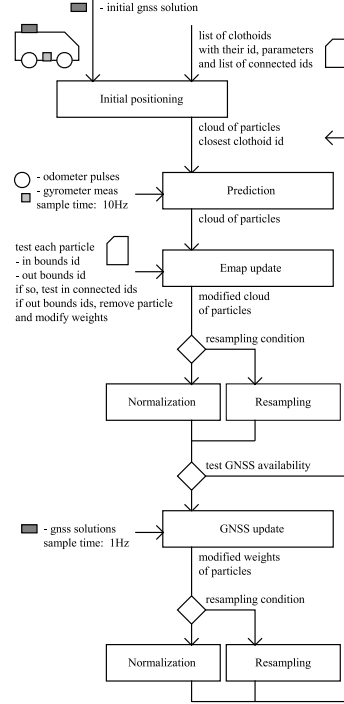 - initial gnss solution
list of clothoids
with their id, parameters
and list of connected ids
Initial positioning
cloud of particles
closest clothoid id
- odometer pulses
- gyrometer meas
sample time: 10Hz
Prediction
cloud of particles
test each particle
- in bounds id
- out bounds id
if so, test in connected ids
if out bounds ids, remove particle
and modify weights
Emap update
modified cloud
of particles
resampling condition
Normalization
Resampling
test GNSS availability
- gnss solutions
sample time: 1Hz
GNSS update
modified weights
of particles
resampling condition
Normalization
Resampling